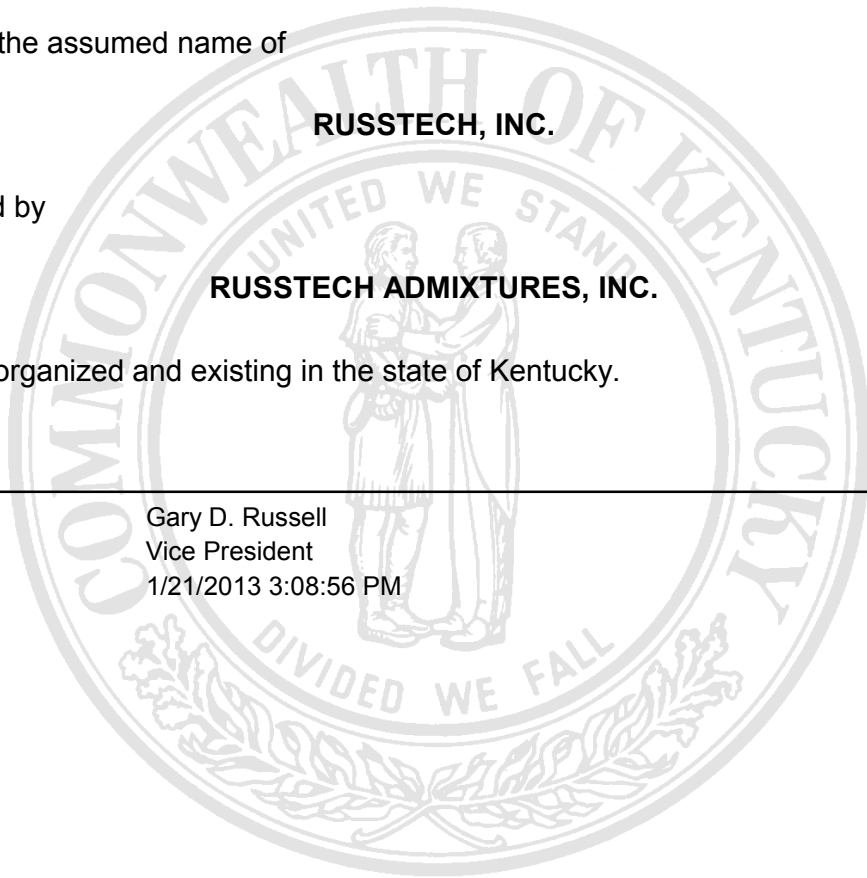 the assumed name of
RUSSTECH, INC.
d by
RUSSTECH ADMIXTURES, INC.
organized and existing in the state of Kentucky.
Gary D. Russell
Vice President
1/21/2013 3:08:56 PM
COMMONWEALTH OF KENTUCKY
UNITED WE STAND
DIVIDED WE FALL